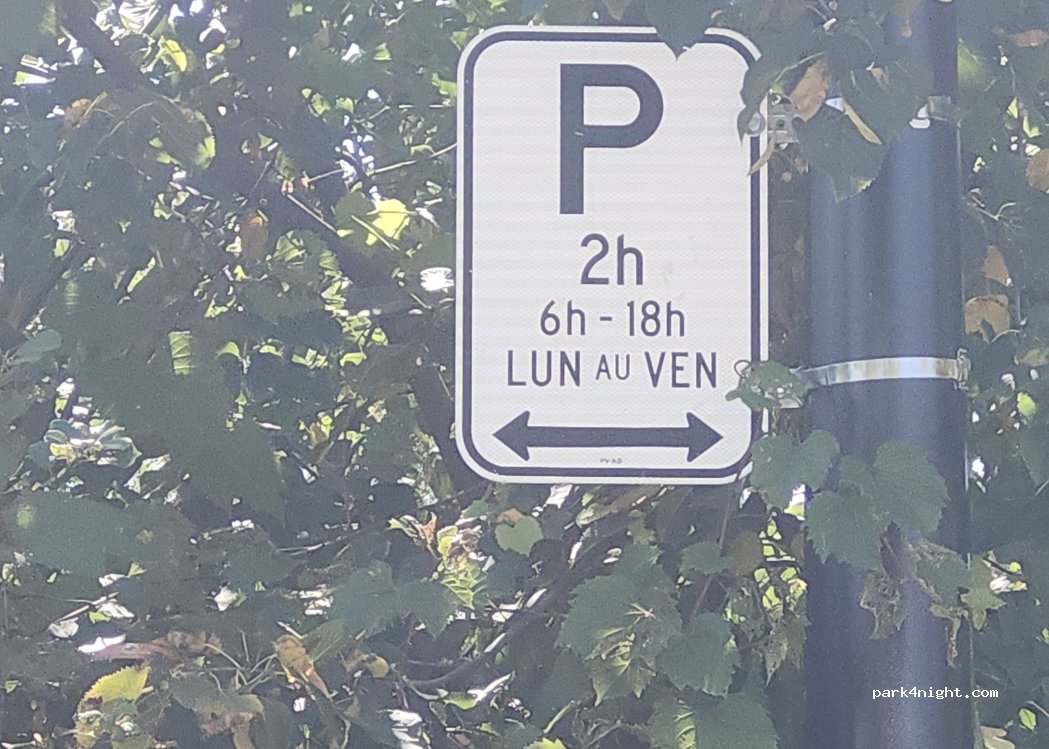 P
2h
6h - 18h
LUN AU VEN
park4night.com